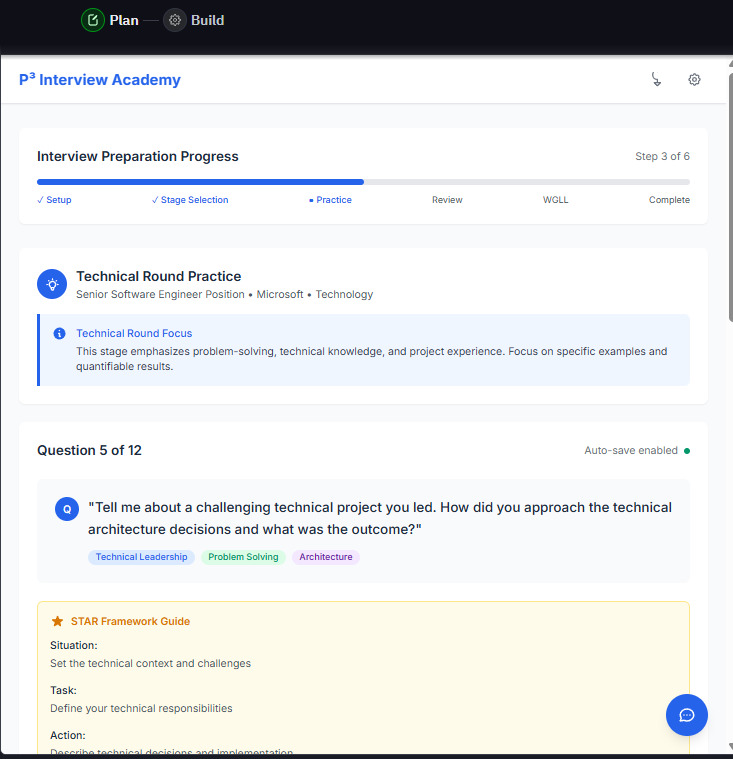 Plan
Build
P³ Interview Academy
Interview Preparation Progress
Step 3 of 6
✓ Setup
✓ Stage Selection
● Practice
Review
WGLL
Complete
Technical Round Practice
Senior Software Engineer Position • Microsoft • Technology
Technical Round Focus
This stage emphasizes problem-solving, technical knowledge, and project experience. Focus on specific examples and
quantifiable results.
Question 5 of 12
Auto-save enabled
Q
"Tell me about a challenging technical project you led. How did you approach the technical
architecture decisions and what was the outcome?"
Technical Leadership
Problem Solving
Architecture
STAR Framework Guide
Situation:
Set the technical context and challenges
Task:
Define your technical responsibilities
Action:
Describe technical decisions and implementation